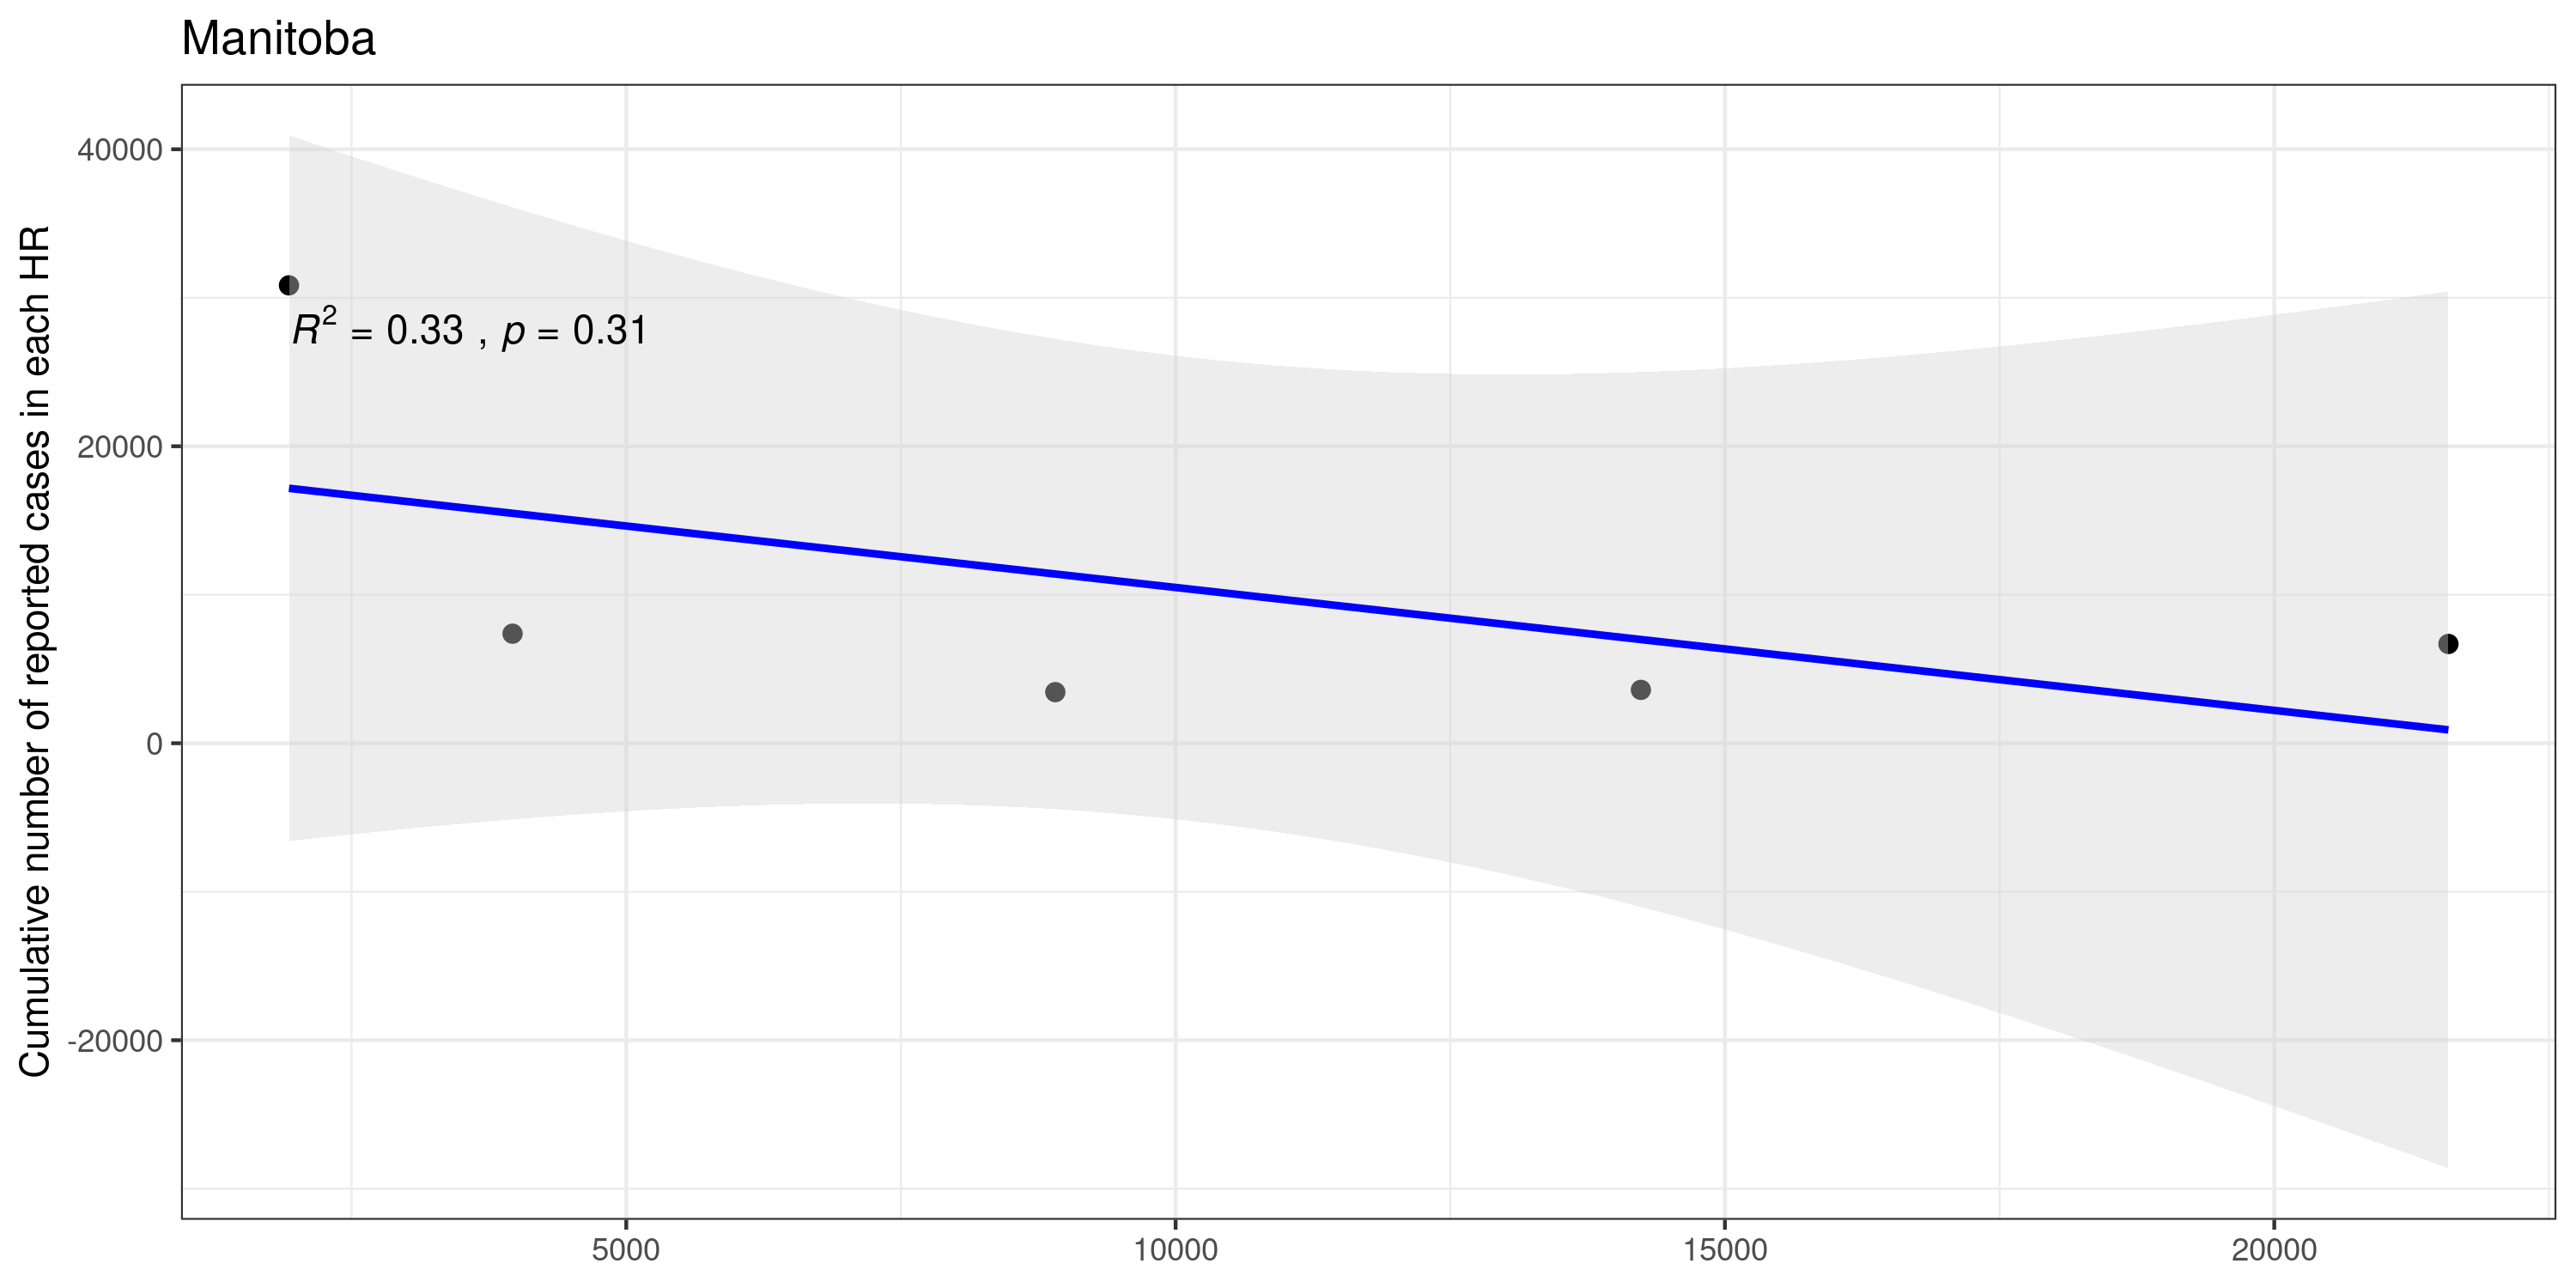 Manitoba
Cumulative number of reported cases in each HR
40000
20000
0
-20000
R² = 0.33 , p = 0.31
5000
10000
15000
20000